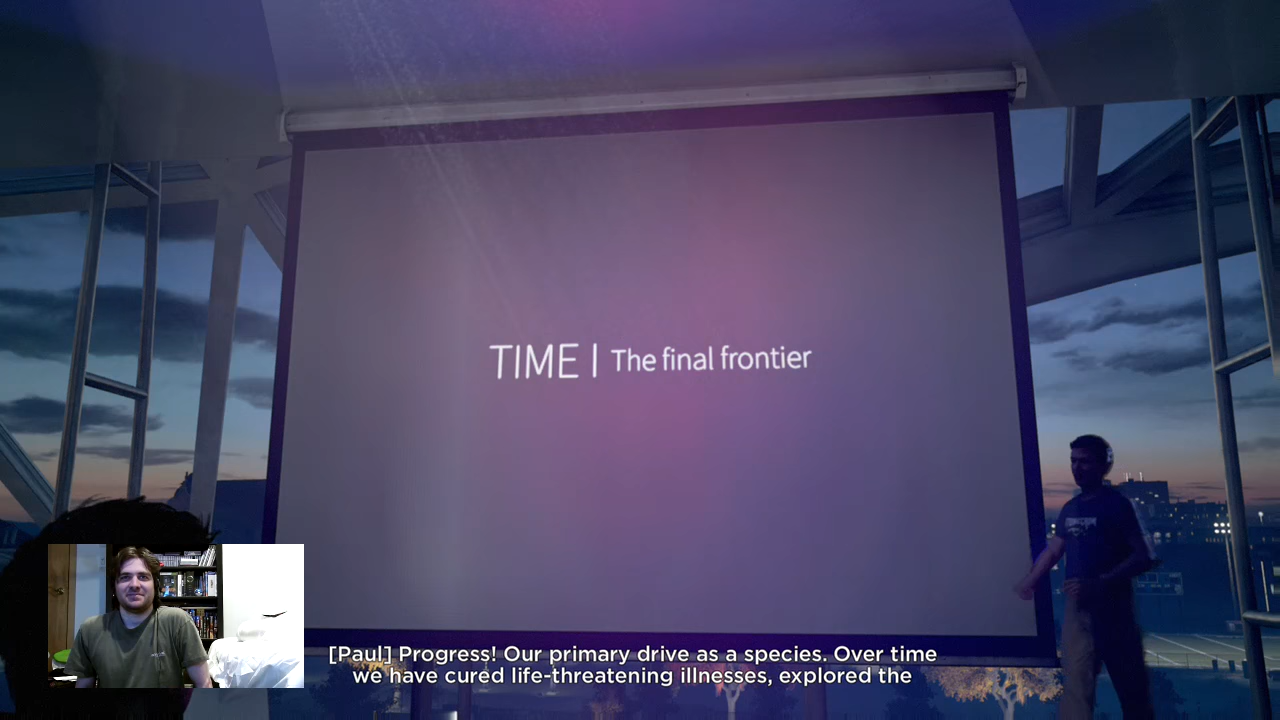 TIME | The final frontier
[Paul] Progress! Our primary drive as a species. Over time
we have cured life-threatening illnesses, explored the